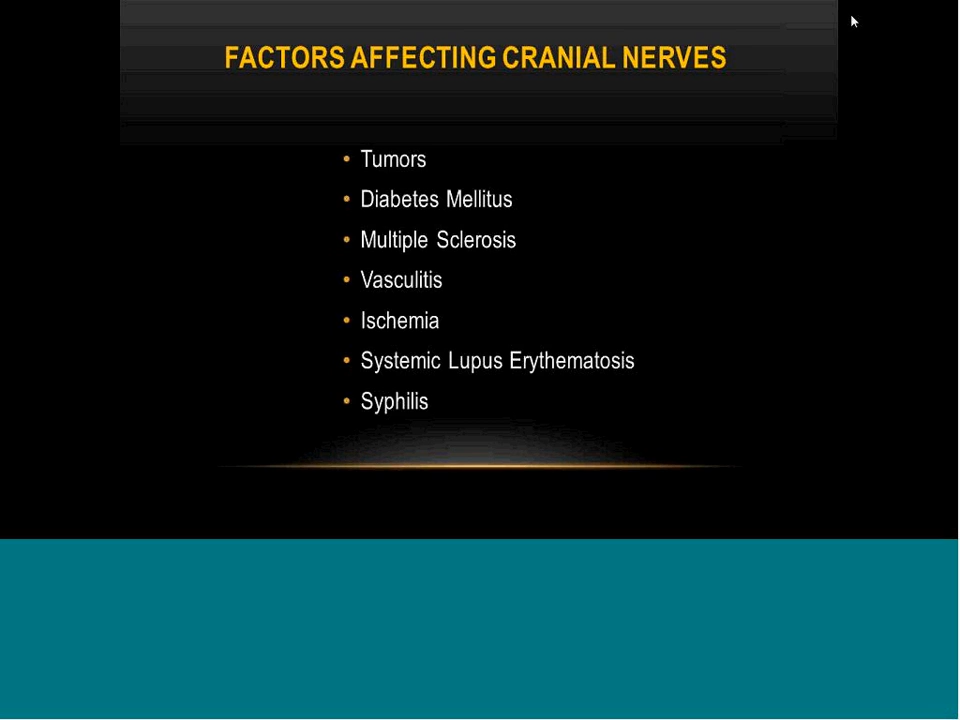 FACTORS AFFECTING CRANIAL NERVES
• Tumors
• Diabetes Mellitus
• Multiple Sclerosis
• Vasculitis
• Ischemia
• Systemic Lupus Erythematosis
• Syphilis